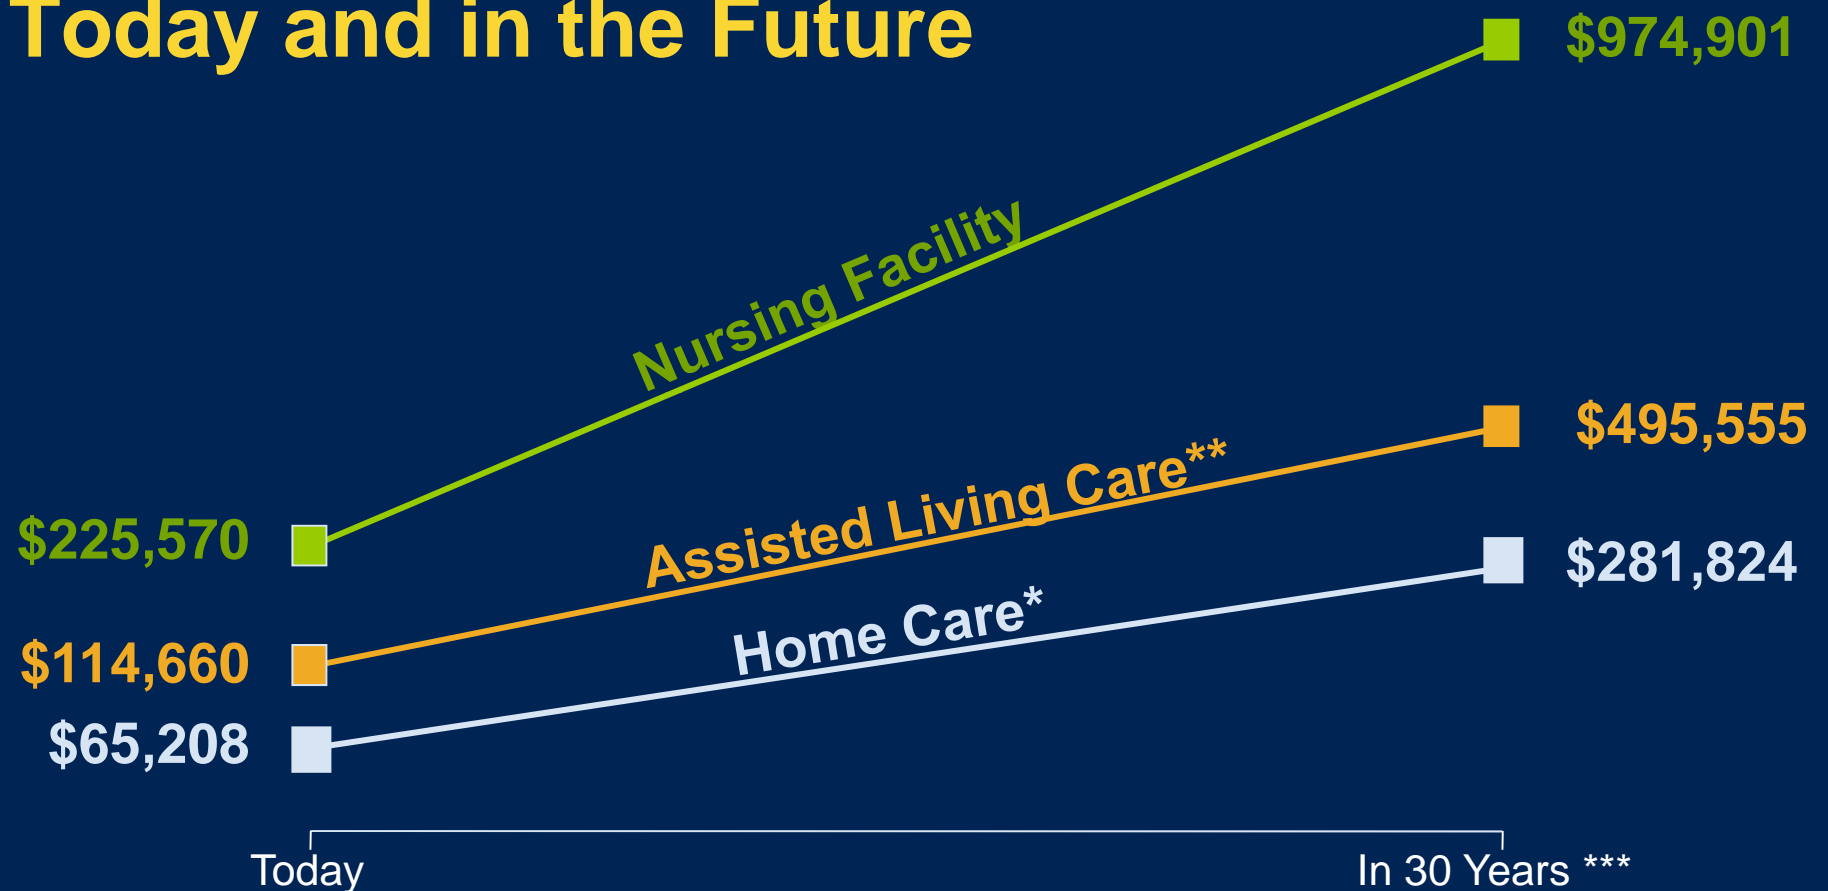 Today and in the Future
$974,901
Nursing Facility
$495,555
Assisted Living Care**
$225,570
$281,824
Home Care*
$114,660
$65,208
Today
In 30 Years ***